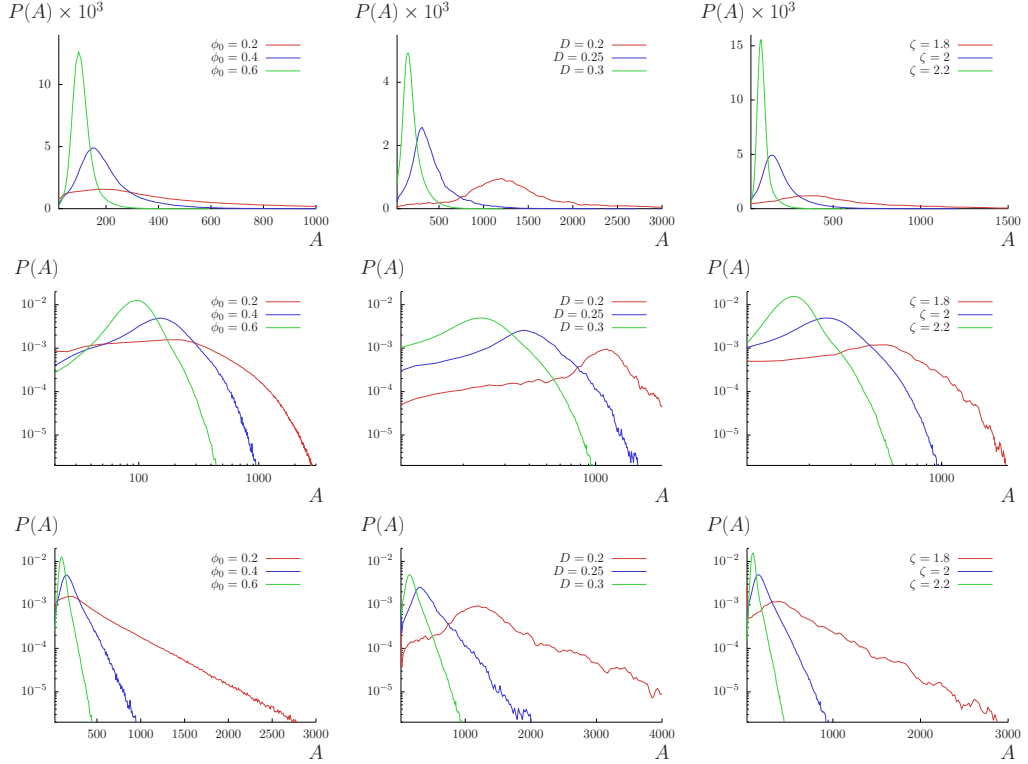 P(A) × 10³
φ₀ = 0.2
φ₀ = 0.4
φ₀ = 0.6
10
5
0
200
400
600
800
1000
A
P(A) × 10³
D = 0.2
D = 0.25
D = 0.3
4
2
0
500
1000
1500
2000
2500
3000
A
P(A) × 10³
ζ = 1.8
ζ = 2
ζ = 2.2
15
10
5
0
500
1000
1500
A
P(A)
φ₀ = 0.2
φ₀ = 0.4
φ₀ = 0.6
10⁻²
10⁻³
10⁻⁴
10⁻⁵
100
1000
A
P(A)
D = 0.2
D = 0.25
D = 0.3
10⁻²
10⁻³
10⁻⁴
10⁻⁵
1000
A
P(A)
ζ = 1.8
ζ = 2
ζ = 2.2
10⁻²
10⁻³
10⁻⁴
10⁻⁵
1000
A
P(A)
φ₀ = 0.2
φ₀ = 0.4
φ₀ = 0.6
10⁻²
10⁻³
10⁻⁴
10⁻⁵
500
1000
1500
2000
2500
3000
A
P(A)
D = 0.2
D = 0.25
D = 0.3
10⁻²
10⁻³
10⁻⁴
10⁻⁵
1000
2000
3000
4000
A
P(A)
ζ = 1.8
ζ = 2
ζ = 2.2
10⁻²
10⁻³
10⁻⁴
10⁻⁵
1000
2000
3000
A